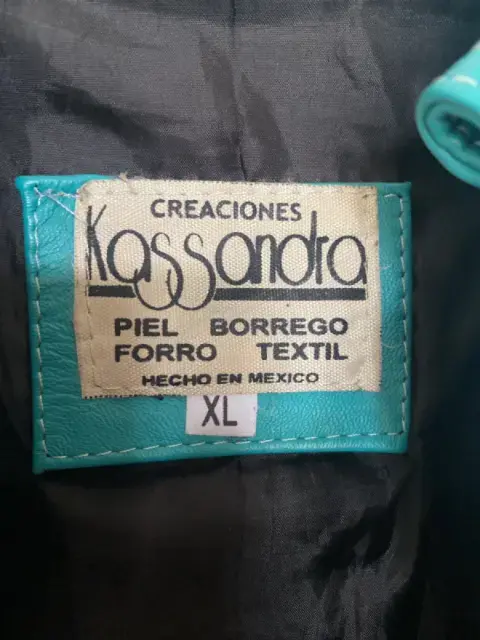 CREACIONES
Kassandra
PIEL BORREGO
FORRO TEXTIL
HECHO EN MEXICO
XL